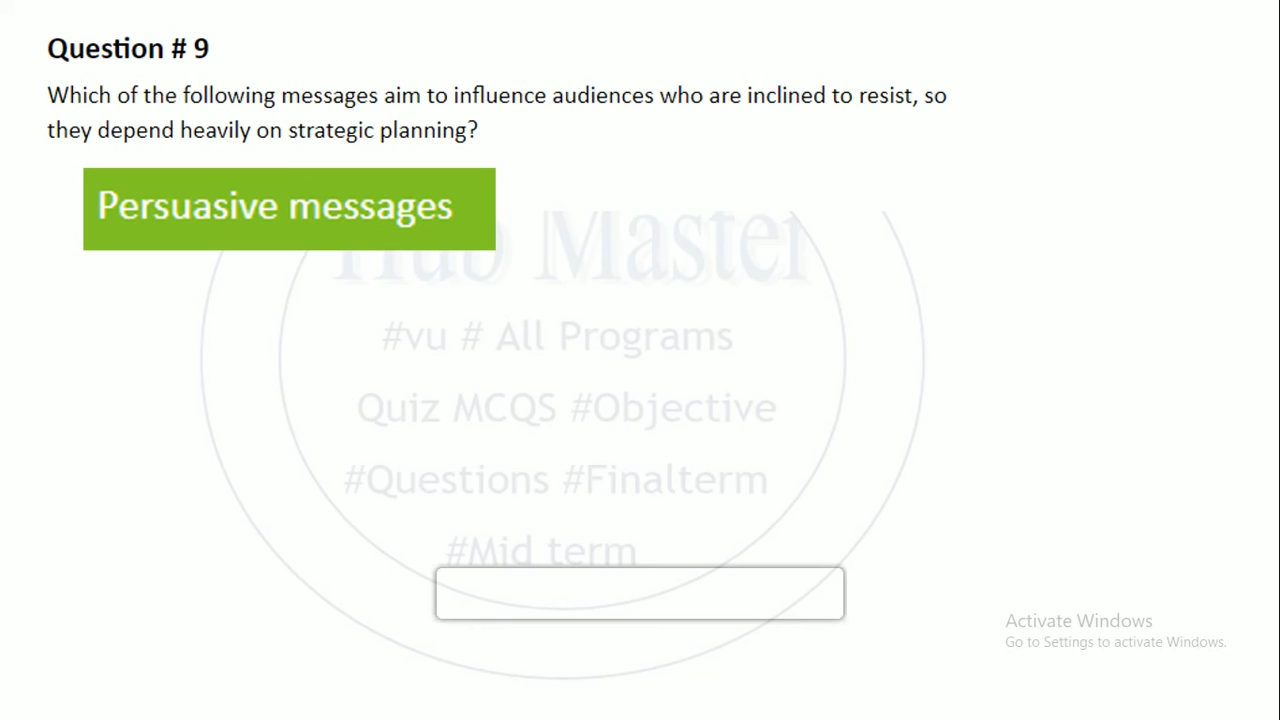 Question # 9
Which of the following messages aim to influence audiences who are inclined to resist, so
they depend heavily on strategic planning?
Persuasive messages
Hub Master
#vu # All Programs
Quiz MCQS #Objective
#Questions #Finalterm
#Mid term
Activate Windows
Go to Settings to activate Windows.